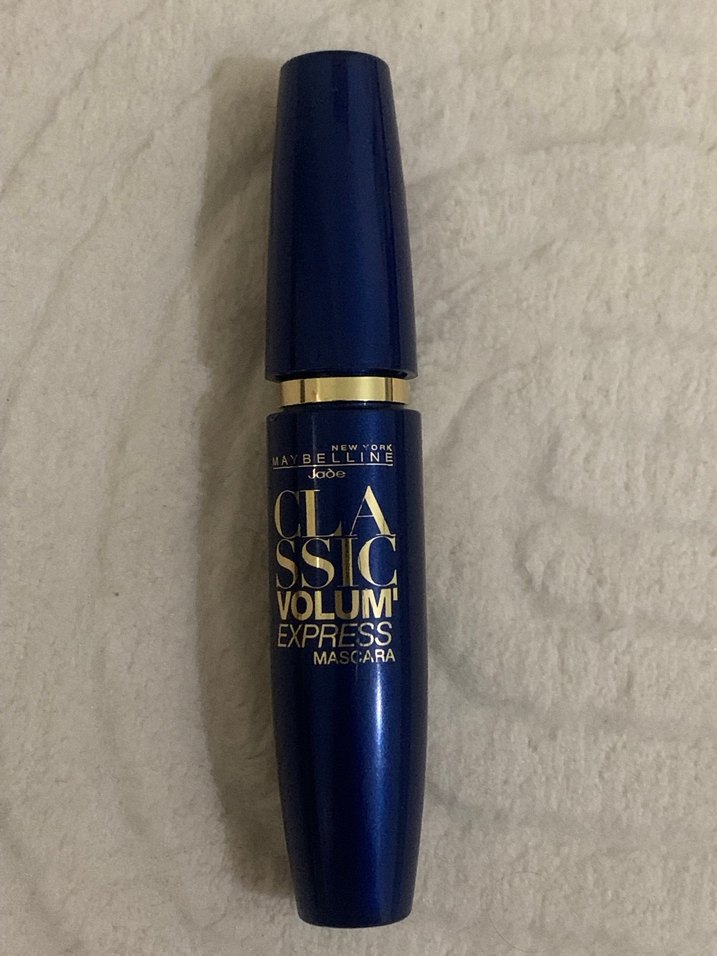 NEW YORK
MAYBELLINE
Jade
CLA
SSIC
VOLUM'
EXPRESS
MASCARA